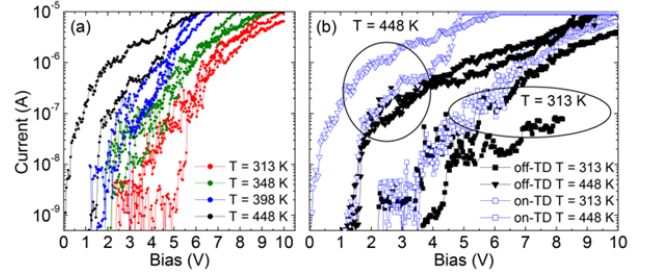 (a)
(b)
T = 448 K
T = 313 K
Current (A)
10^-5
10^-6
10^-7
10^-8
10^-9
T = 313 K
T = 348 K
T = 398 K
T = 448 K
off-TD T = 313 K
off-TD T = 448 K
on-TD T = 313 K
on-TD T = 448 K
0 1 2 3 4 5 6 7 8 9 10
0 1 2 3 4 5 6 7 8 9 10
Bias (V)
Bias (V)